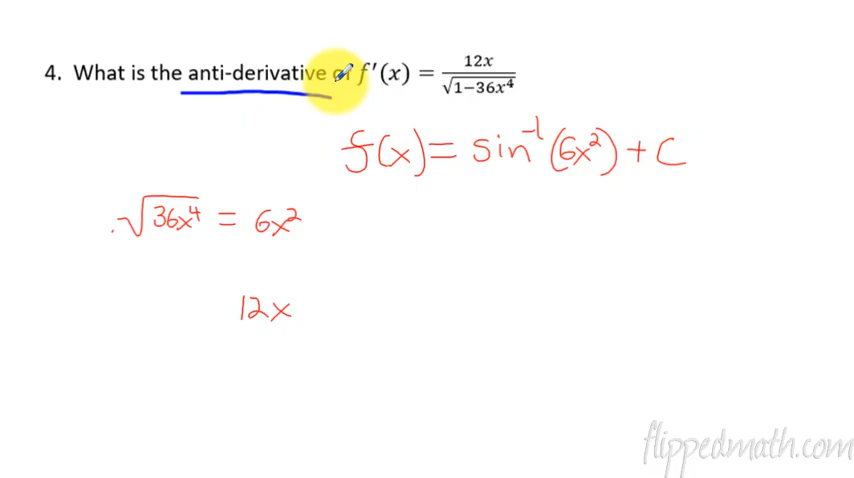 4. What is the anti-derivative of f'(x) = 12x/√(1−36x⁴)
f(x) = sin⁻¹(6x²) + C
√36x⁴ = 6x²
12x
flippedmath.com